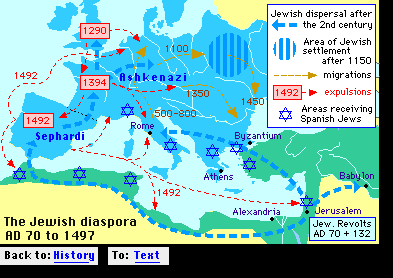 Jewish dispersal after
the 2nd century
Area of Jewish
settlement
after 1150
migrations
1492 expulsions
Areas receiving
Spanish Jews
1290
1100
1492
Ashkenazi
1394
1350
1450
500-800
1492
Sephardi
Rome
Byzantium
Athens
Babylon
1492
Alexandria
Jerusalem
The Jewish diaspora
AD 70 to 1497
Jew. Revolts
AD 70 + 132
Back to: History To: Text